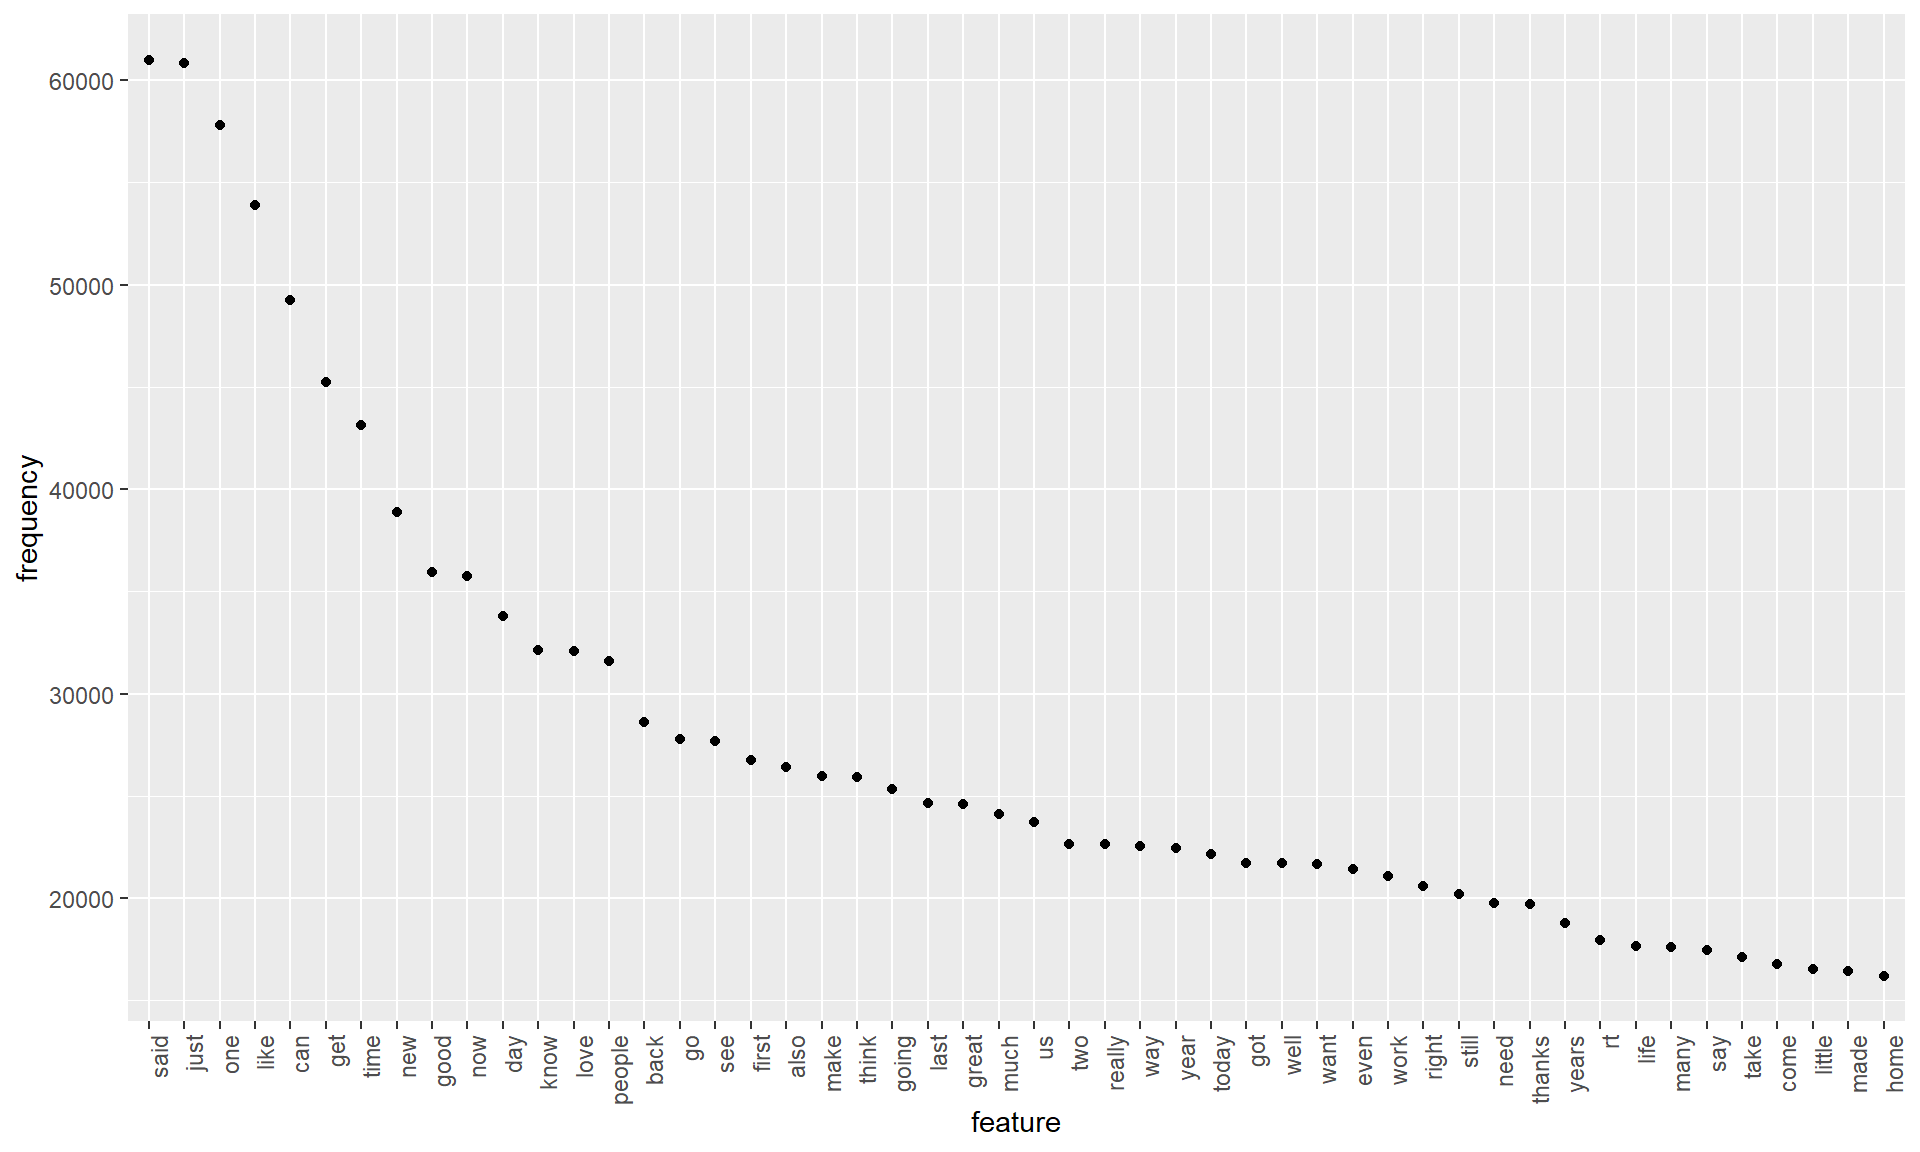 60000
50000
40000
30000
20000
frequency
said just one like can get time new good now day know love people back go see first also make think going last great much us two really way year today got well want even work right still need thanks years rt life many say take come little made home
feature